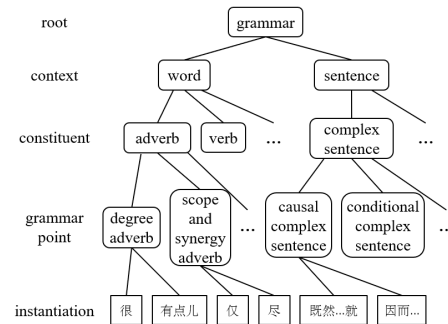 root
grammar
context
word
sentence
constituent
adverb
verb
...
complex
sentence
...
grammar
point
degree
adverb
scope
and
synergy
adverb
...
causal
complex
sentence
conditional
complex
sentence
...
instantiation
很
有点儿
仅
尽
既然...就
因而...